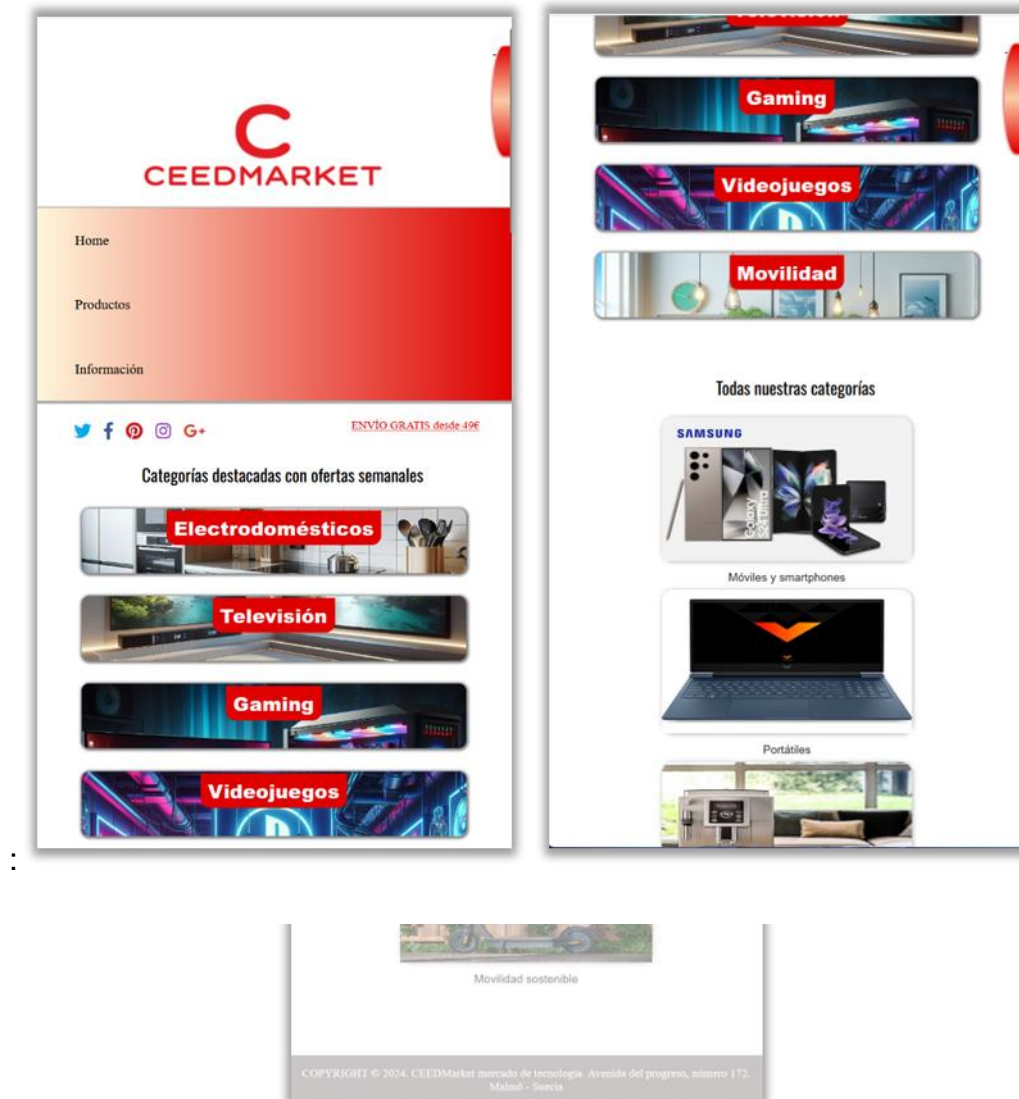 C
CEEDMARKET
Home
Productos
Información
ENVÍO GRATIS desde 49€
Categorías destacadas con ofertas semanales
Electrodomésticos
Televisión
Gaming
Videojuegos
:
Televisión
Gaming
Videojuegos
Movilidad
Todas nuestras categorías
SAMSUNG
Galaxy
S24 Ultra
Móviles y smartphones
Portátiles
Movilidad sostenible
COPYRIGHT © 2024. CEEDMarket mercado de tecnología. Avenida del progreso, número 172.
Malmö - Suecia